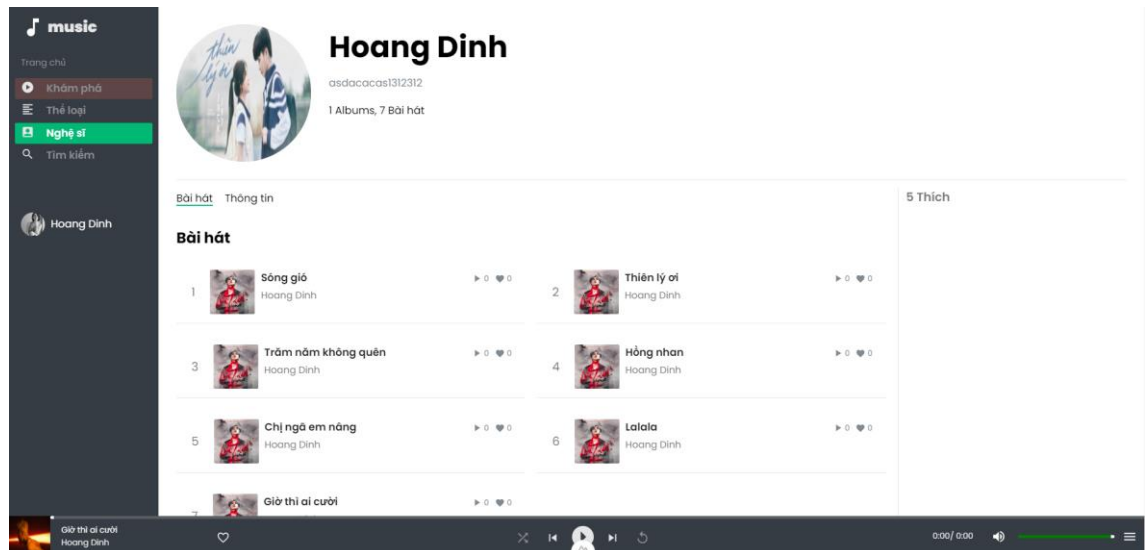 music
Trang chủ
Khám phá
Thể loại
Nghệ sĩ
Tìm kiếm
Hoang Dinh
thiên
lý ơi
Hoang Dinh
asdacacas1312312
1 Albums, 7 Bài hát
Bài hát Thông tin
5 Thích
Bài hát
1 Sóng gió ▶ 0 ♥ 0
Hoang Dinh
2 Thiên lý ơi ▶ 0 ♥ 0
Hoang Dinh
3 Trăm năm không quên ▶ 0 ♥ 0
Hoang Dinh
4 Hồng nhan ▶ 0 ♥ 0
Hoang Dinh
5 Chị ngã em nâng ▶ 0 ♥ 0
Hoang Dinh
6 Lalala ▶ 0 ♥ 0
Hoang Dinh
7 Giờ thì ai cười ▶ 0 ♥ 0
Giờ thì ai cười
Hoang Dinh
0:00/ 0:00